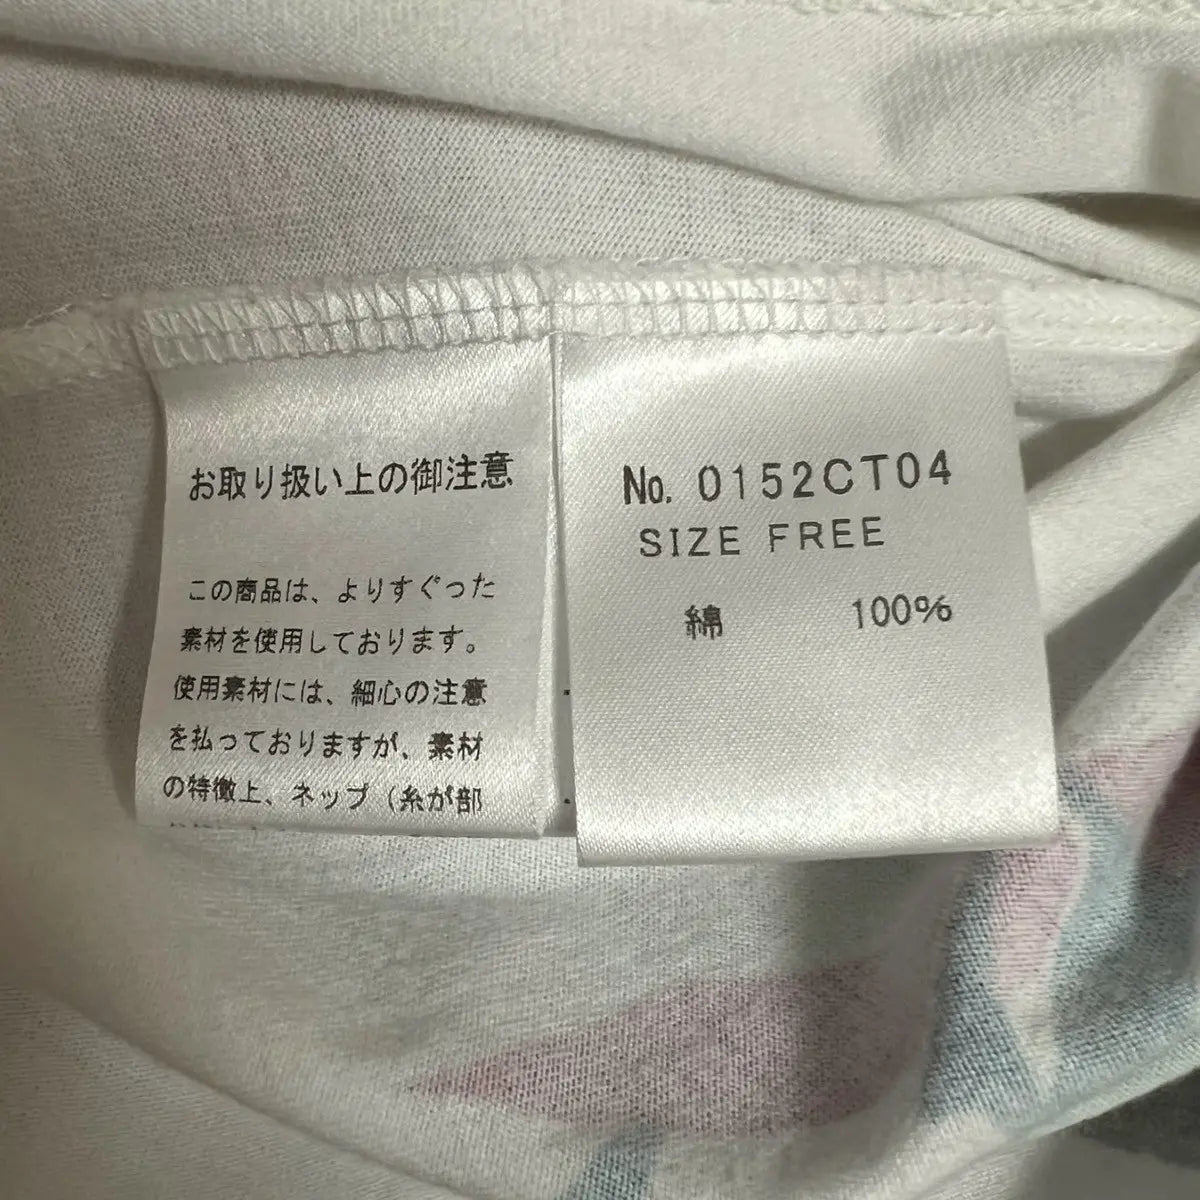 お取り扱い上の御注意
この商品は、よりすぐった
素材を使用しております。
使用素材には、細心の注意
を払っておりますが、素材
の特徴上、ネップ（糸が部
No. 0152CT04
SIZE FREE
綿 100%